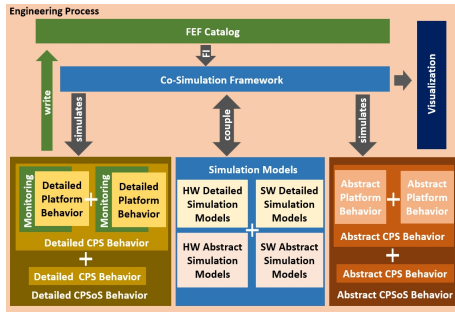 Engineering Process
FEF Catalog
FI
Co-Simulation Framework
Visualization
write
simulates
couple
simulates
Monitoring
Detailed
Platform
Behavior
+
Monitoring
Detailed
Platform
Behavior
Detailed CPS Behavior
+
Detailed CPS Behavior
Detailed CPSoS Behavior
Simulation Models
HW Detailed
Simulation
Models
SW Detailed
Simulation
Models
+
HW Abstract
Simulation
Models
SW Abstract
Simulation
Models
Abstract
Platform
Behavior
+
Abstract
Platform
Behavior
Abstract CPS Behavior
+
Abstract CPS Behavior
Abstract CPSoS Behavior